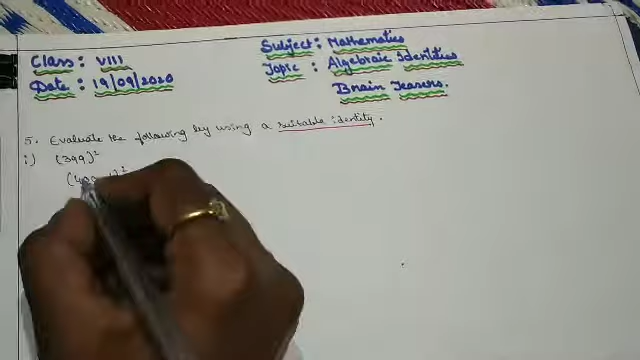 Class: VIII
Subject: Mathematics
Date: 19/09/2020
Topic: Algebraic Identities
Brain Teasers.
5. Evaluate the following by using a suitable identity.
i) (399)²